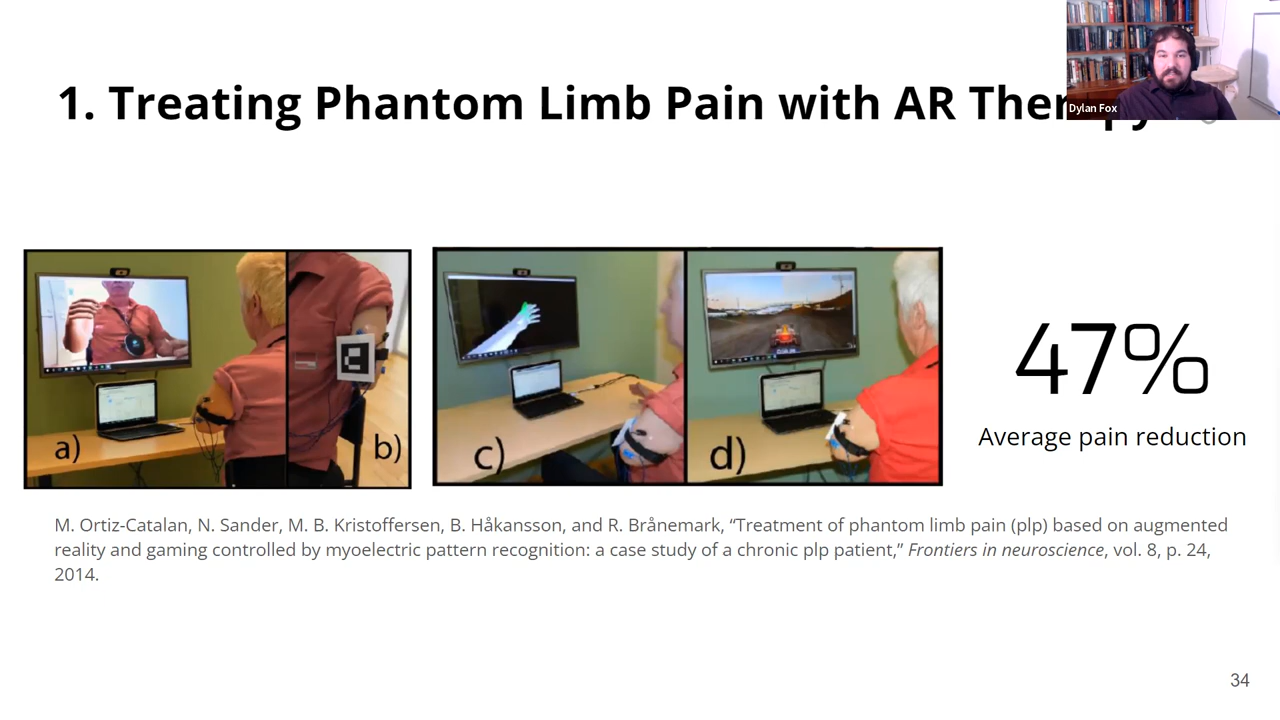 1. Treating Phantom Limb Pain with AR
Dylan Fox
a)
b)
c)
d)
47%
Average pain reduction
M. Ortiz-Catalan, N. Sander, M. B. Kristoffersen, B. Håkansson, and R. Brånemark, “Treatment of phantom limb pain (plp) based on augmented
reality and gaming controlled by myoelectric pattern recognition: a case study of a chronic plp patient,” Frontiers in neuroscience, vol. 8, p. 24,
2014.
34